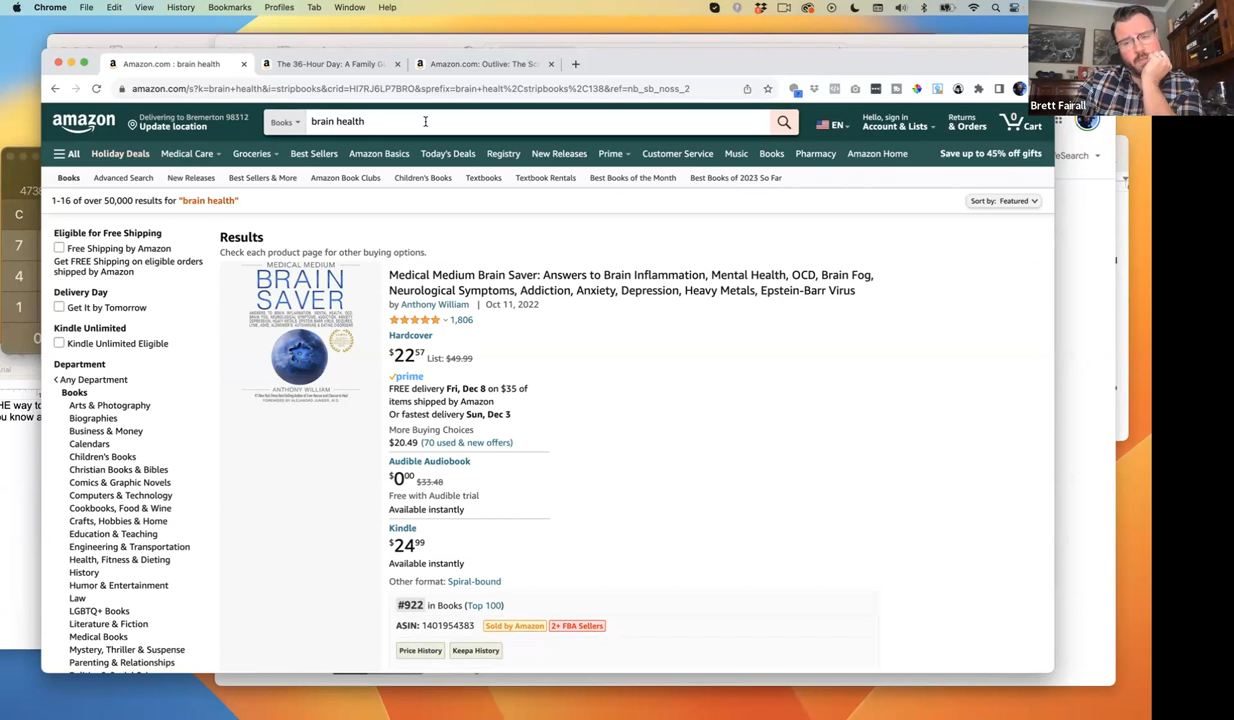 Chrome File Edit View History Bookmarks Profiles Tab Window Help
Brett Fairall
Amazon.com : brain health
The 36-Hour Day: A Family G
Amazon.com: Outlive: The Sc
amazon.com/s?k=brain+health&i=stripbooks&crid=HI7RJ6LP7BRO&sprefix=brain+healt%2Cstripbooks%2C138&ref=nb_sb_noss_2
amazon
Delivering to Bremerton 98312
Update location
Books
brain health
EN
Hello, sign in
Account & Lists
Returns
& Orders
0
Cart
All Holiday Deals Medical Care Groceries Best Sellers Amazon Basics Today's Deals Registry New Releases Prime Customer Service Music Books Pharmacy Amazon Home Save up to 45% off gifts
Books Advanced Search New Releases Best Sellers & More Amazon Book Clubs Children's Books Textbooks Textbook Rentals Best Books of the Month Best Books of 2023 So Far
1-16 of over 50,000 results for "brain health"
Sort by: Featured
Eligible for Free Shipping
Free Shipping by Amazon
Get FREE Shipping on eligible orders
shipped by Amazon
Delivery Day
Get It by Tomorrow
Kindle Unlimited
Kindle Unlimited Eligible
Department
Any Department
Books
Arts & Photography
Biographies
Business & Money
Calendars
Children's Books
Christian Books & Bibles
Comics & Graphic Novels
Computers & Technology
Cookbooks, Food & Wine
Crafts, Hobbies & Home
Education & Teaching
Engineering & Transportation
Health, Fitness & Dieting
History
Humor & Entertainment
Law
LGBTQ+ Books
Literature & Fiction
Medical Books
Mystery, Thriller & Suspense
Parenting & Relationships
Results
Check each product page for other buying options.
MEDICAL MEDIUM
BRAIN
SAVER
ANTHONY WILLIAM
Medical Medium Brain Saver: Answers to Brain Inflammation, Mental Health, OCD, Brain Fog,
Neurological Symptoms, Addiction, Anxiety, Depression, Heavy Metals, Epstein-Barr Virus
by Anthony William | Oct 11, 2022
1,806
Hardcover
$22 57 List: $49.99
prime
FREE delivery Fri, Dec 8 on $35 of
items shipped by Amazon
Or fastest delivery Sun, Dec 3
More Buying Choices
$20.49 (70 used & new offers)
Audible Audiobook
$0 00 $33.48
Free with Audible trial
Available instantly
Kindle
$24 99
Available instantly
Other format: Spiral-bound
#922 in Books (Top 100)
ASIN: 1401954383 Sold by Amazon 2+ FBA Sellers
Price History Keepa History
4738
C
7
4
1
HE way to
ou know a
eSearch